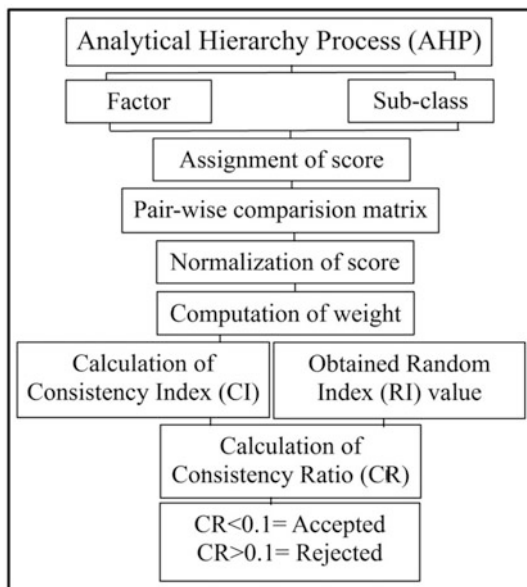 Analytical Hierarchy Process (AHP)
Factor
Sub-class
Assignment of score
Pair-wise comparision matrix
Normalization of score
Computation of weight
Calculation of
Consistency Index (CI)
Obtained Random
Index (RI) value
Calculation of
Consistency Ratio (CR)
CR<0.1= Accepted
CR>0.1= Rejected